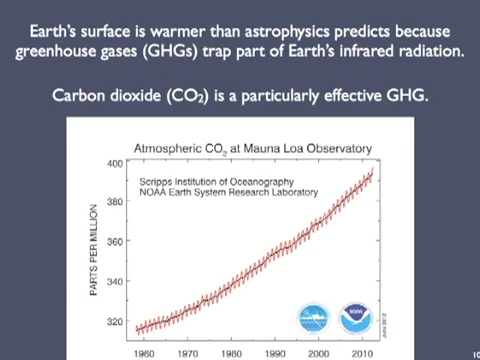 Earth's surface is warmer than astrophysics predicts because
greenhouse gases (GHGs) trap part of Earth's infrared radiation.
Carbon dioxide (CO₂) is a particularly effective GHG.
Atmospheric CO₂ at Mauna Loa Observatory
Scripps Institution of Oceanography
NOAA Earth System Research Laboratory
PARTS PER MILLION
400
380
360
340
320
1960
1970
1980
1990
2000
2010
June 2012
NOAA
10